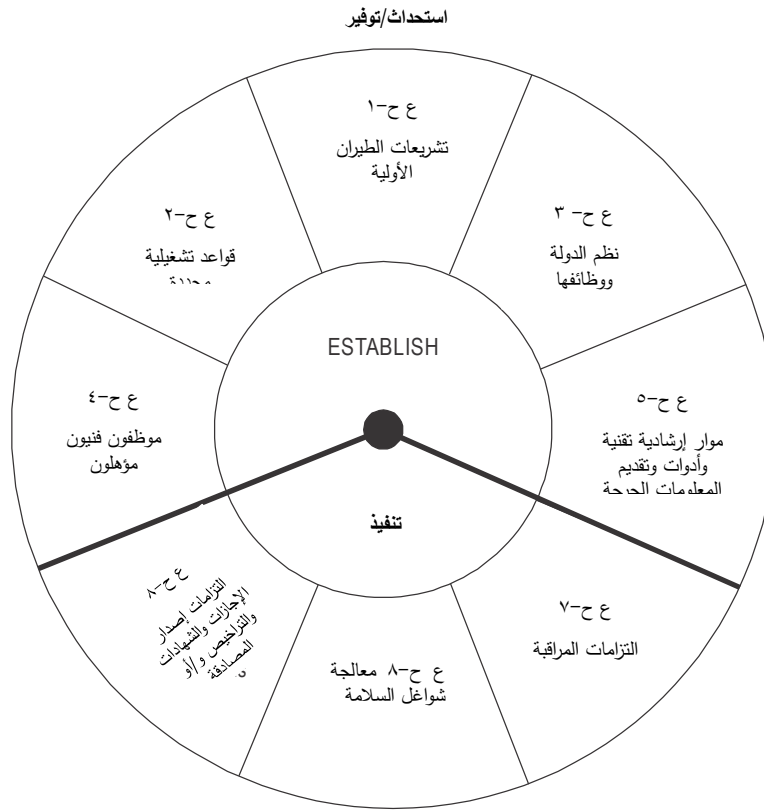 استحداث/توفير
ع ح-١
تشريعات الطيران
الأولية
ع ح-٢
قواعد تشغيلية
ع ح- ٣
نظم الدولة
ووظائفها
ESTABLISH
ع ح-٤
موظفون فنيون
مؤهلون
ع ح-٥
موار إرشادية تقنية
وأدوات وتقديم
المعلومات الحرجة
تنفيذ
ع ح-٨
التزامات إصدار
الإجازات والشهادات
والتراخيص و/أو
المصادقة
ع ح-٨ معالجة
شواغل السلامة
ع ح-٧
التزامات المراقبة